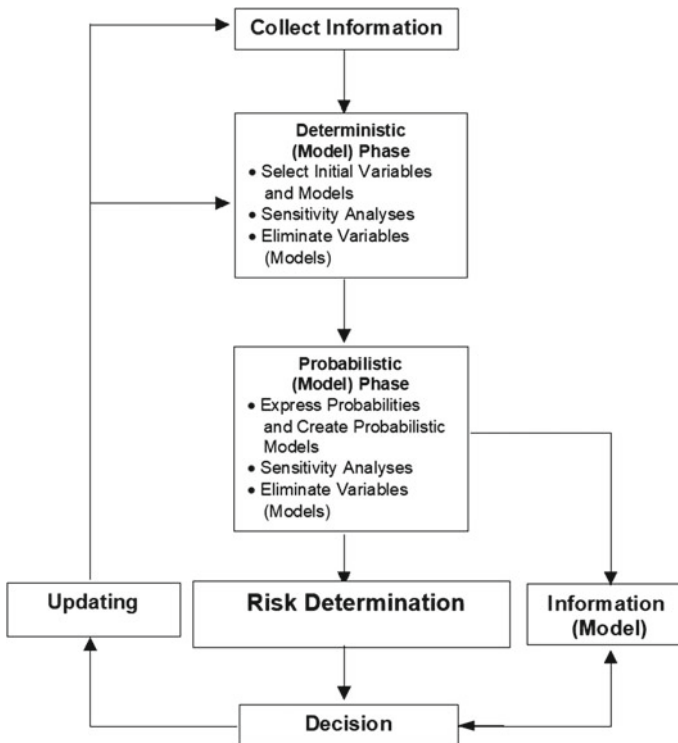 Collect Information
Deterministic
(Model) Phase
• Select Initial Variables
and Models
• Sensitivity Analyses
• Eliminate Variables
(Models)
Probabilistic
(Model) Phase
• Express Probabilities
and Create Probabilistic
Models
• Sensitivity Analyses
• Eliminate Variables
(Models)
Updating
Risk Determination
Information
(Model)
Decision